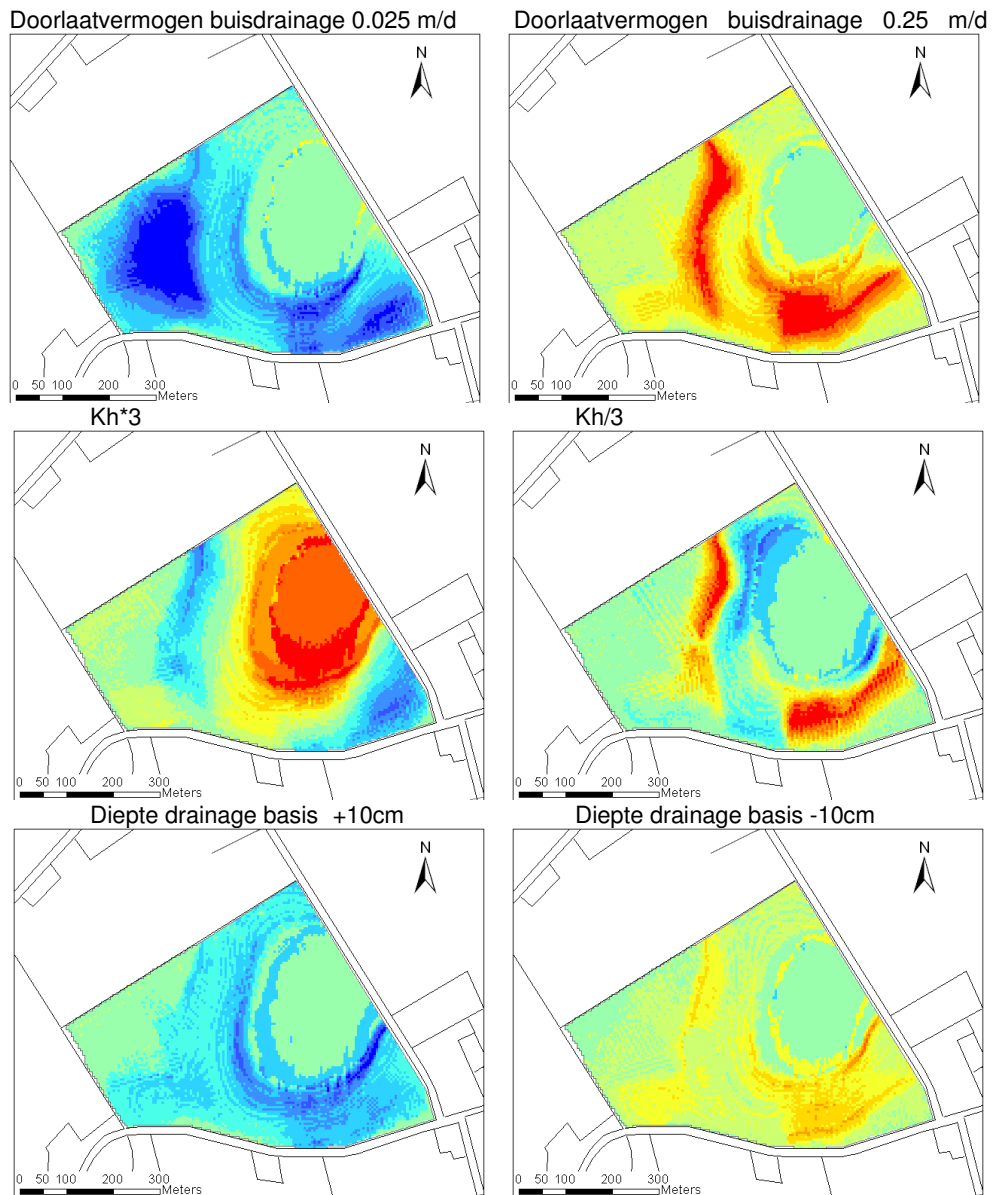 Doorlaatvermogen buisdrainage 0.025 m/d
Doorlaatvermogen buisdrainage 0.25 m/d
N
N
0 50 100 200 300 Meters
0 50 100 200 300 Meters
Kh*3
Kh/3
N
N
0 50 100 200 300 Meters
0 50 100 200 300 Meters
Diepte drainage basis +10cm
Diepte drainage basis -10cm
N
N
0 50 100 200 300 Meters
0 50 100 200 300 Meters